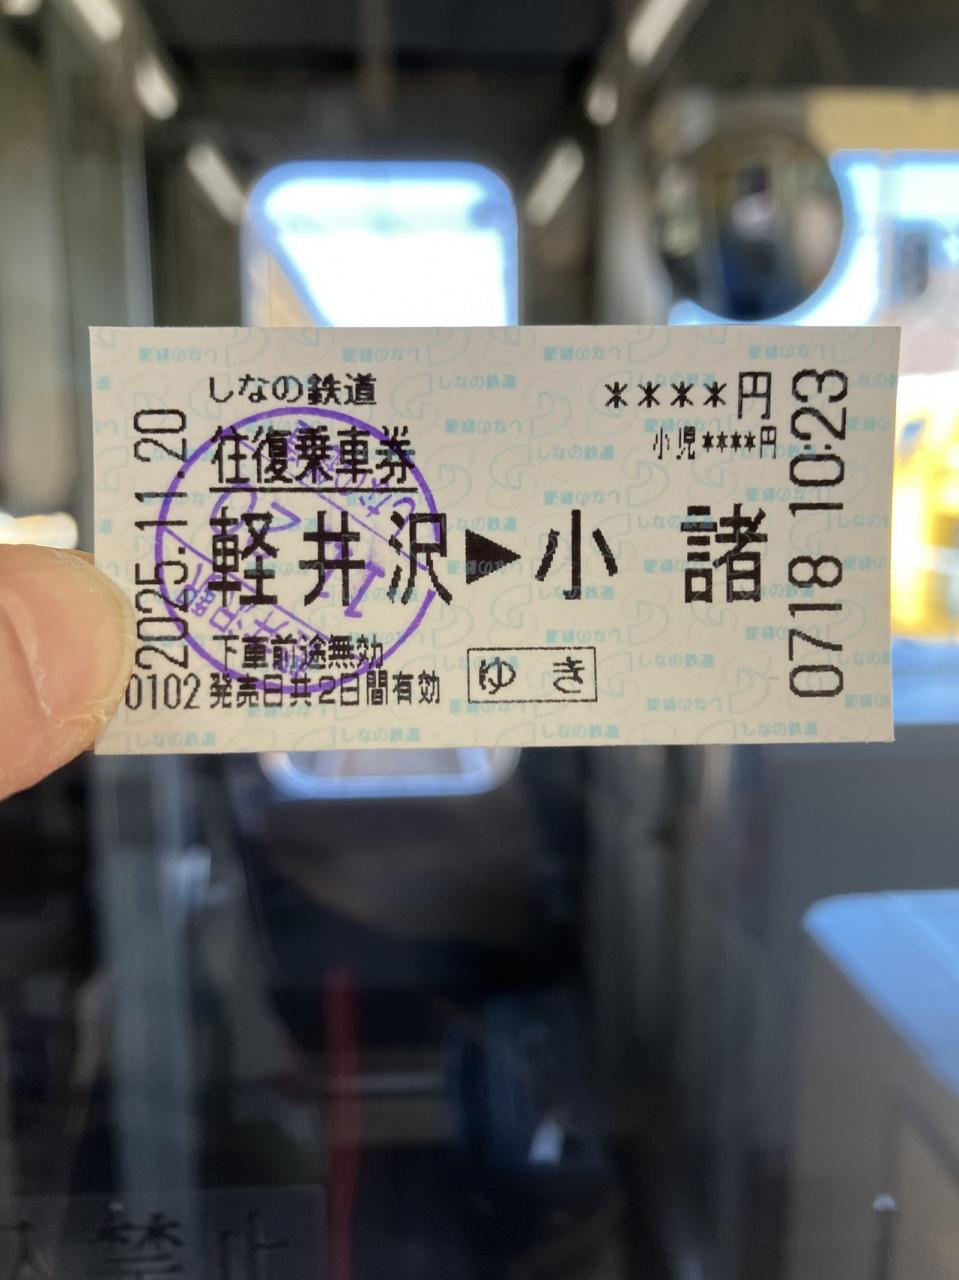 しなの鉄道
往復乗車券
軽井沢▶小諸
下車前途無効
発売日共2日間有効
ゆき
****円
小児****円
2025.11.20
0102
0718 10:23